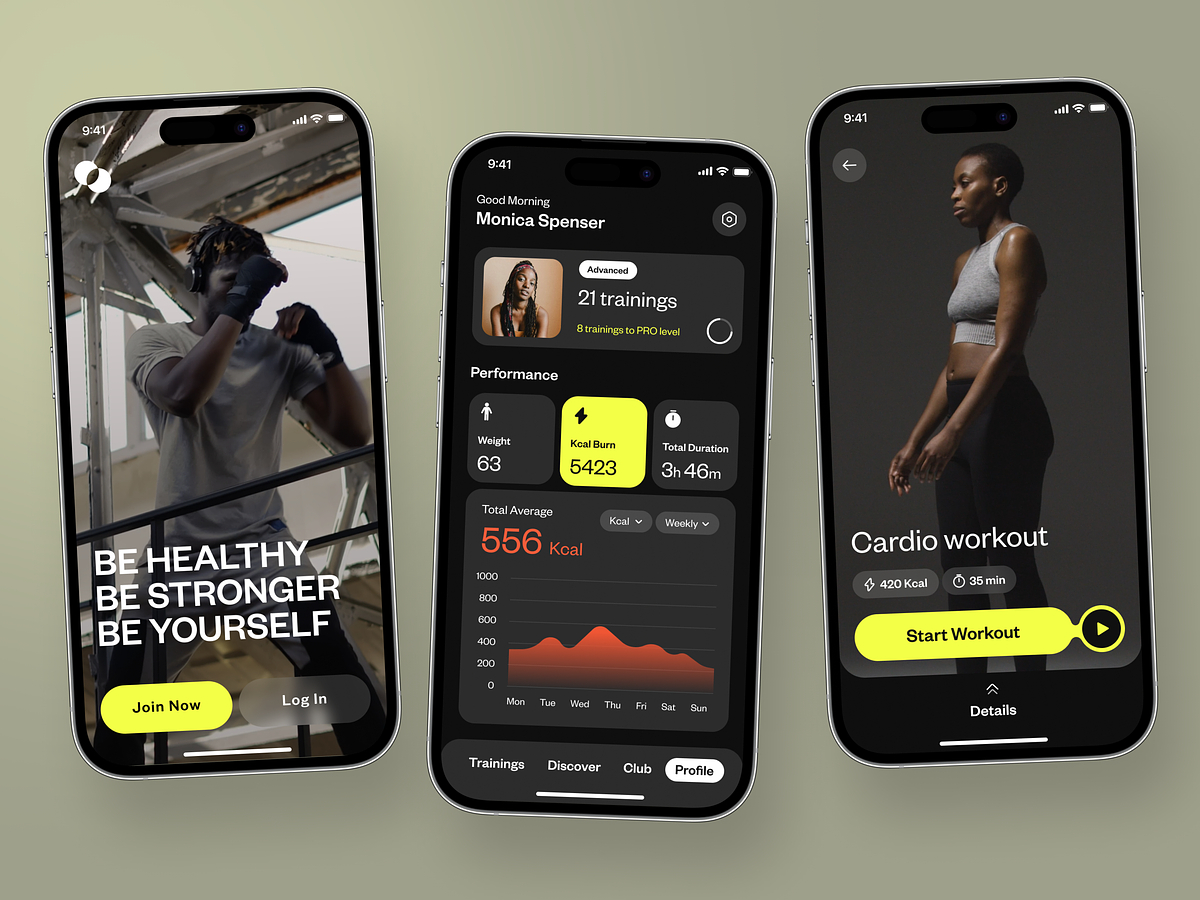 9:41
BE HEALTHY
BE STRONGER
BE YOURSELF
Join Now
Log In
9:41
Good Morning
Monica Spenser
Advanced
21 trainings
8 trainings to PRO level
Performance
Weight
63
Kcal Burn
5423
Total Duration
3h 46m
Total Average
556 Kcal
Kcal
Weekly
1000
800
600
400
200
0
Mon Tue Wed Thu Fri Sat Sun
Trainings Discover Club Profile
9:41
Cardio workout
420 Kcal
35 min
Start Workout
Details